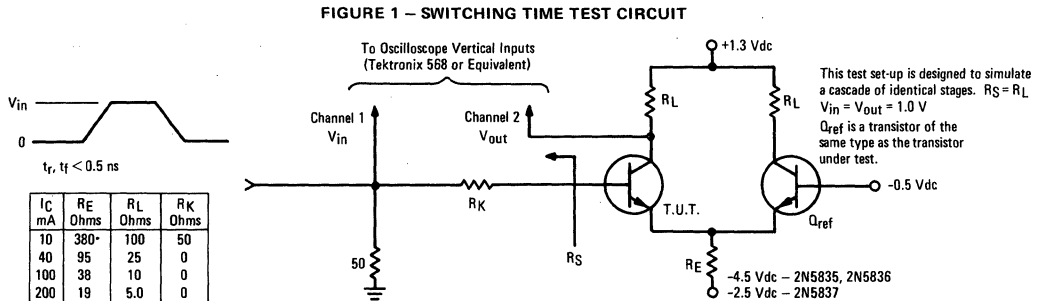 FIGURE 1 – SWITCHING TIME TEST CIRCUIT
To Oscilloscope Vertical Inputs
(Tektronix 568 or Equivalent)
+1.3 Vdc
This test set-up is designed to simulate
a cascade of identical stages. RS = RL
Vin = Vout = 1.0 V
Qref is a transistor of the
same type as the transistor
under test.
Vin
0
tr, tf < 0.5 ns
Channel 1
Vin
Channel 2
Vout
RL
RL
-0.5 Vdc
RK
T.U.T.
Qref
50
RS
RE
-4.5 Vdc – 2N5835, 2N5836
-2.5 Vdc – 2N5837
IC mA RE Ohms RL Ohms RK Ohms
10 380 100 50
40 95 25 0
100 38 10 0
200 19 5.0 0